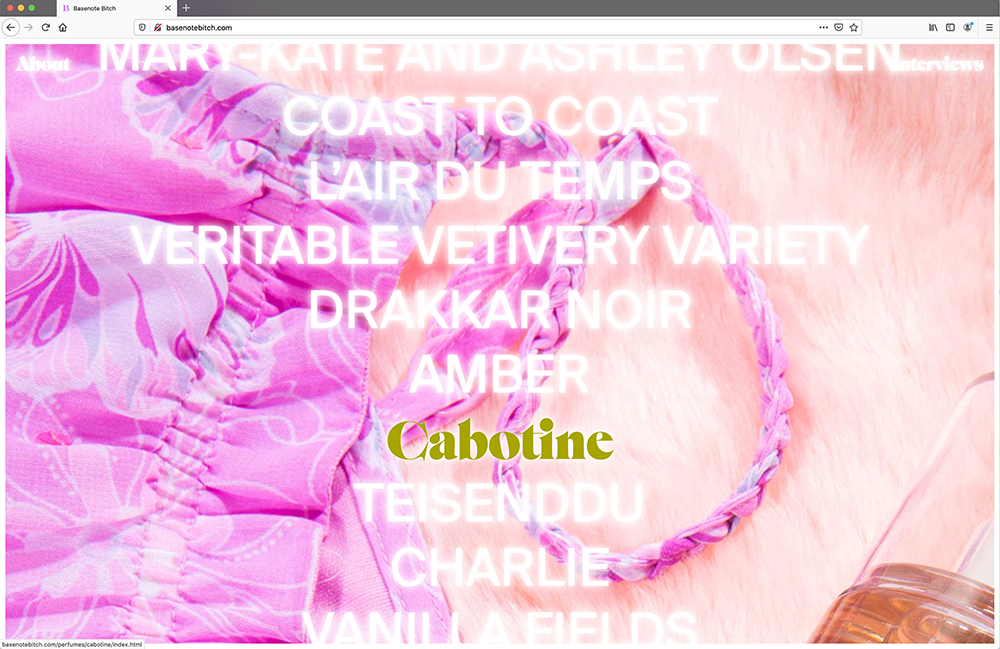 Basenote Bitch
basenotebitch.com
About
MARY-KATE AND ASHLEY OLSEN
Interviews
COAST TO COAST
L'AIR DU TEMPS
VERITABLE VETIVERY VARIETY
DRAKKAR NOIR
AMBER
Cabotine
TEISENDDU
CHARLIE
VANILLA FIELDS
basenotebitch.com/perfumes/cabotine/index.html